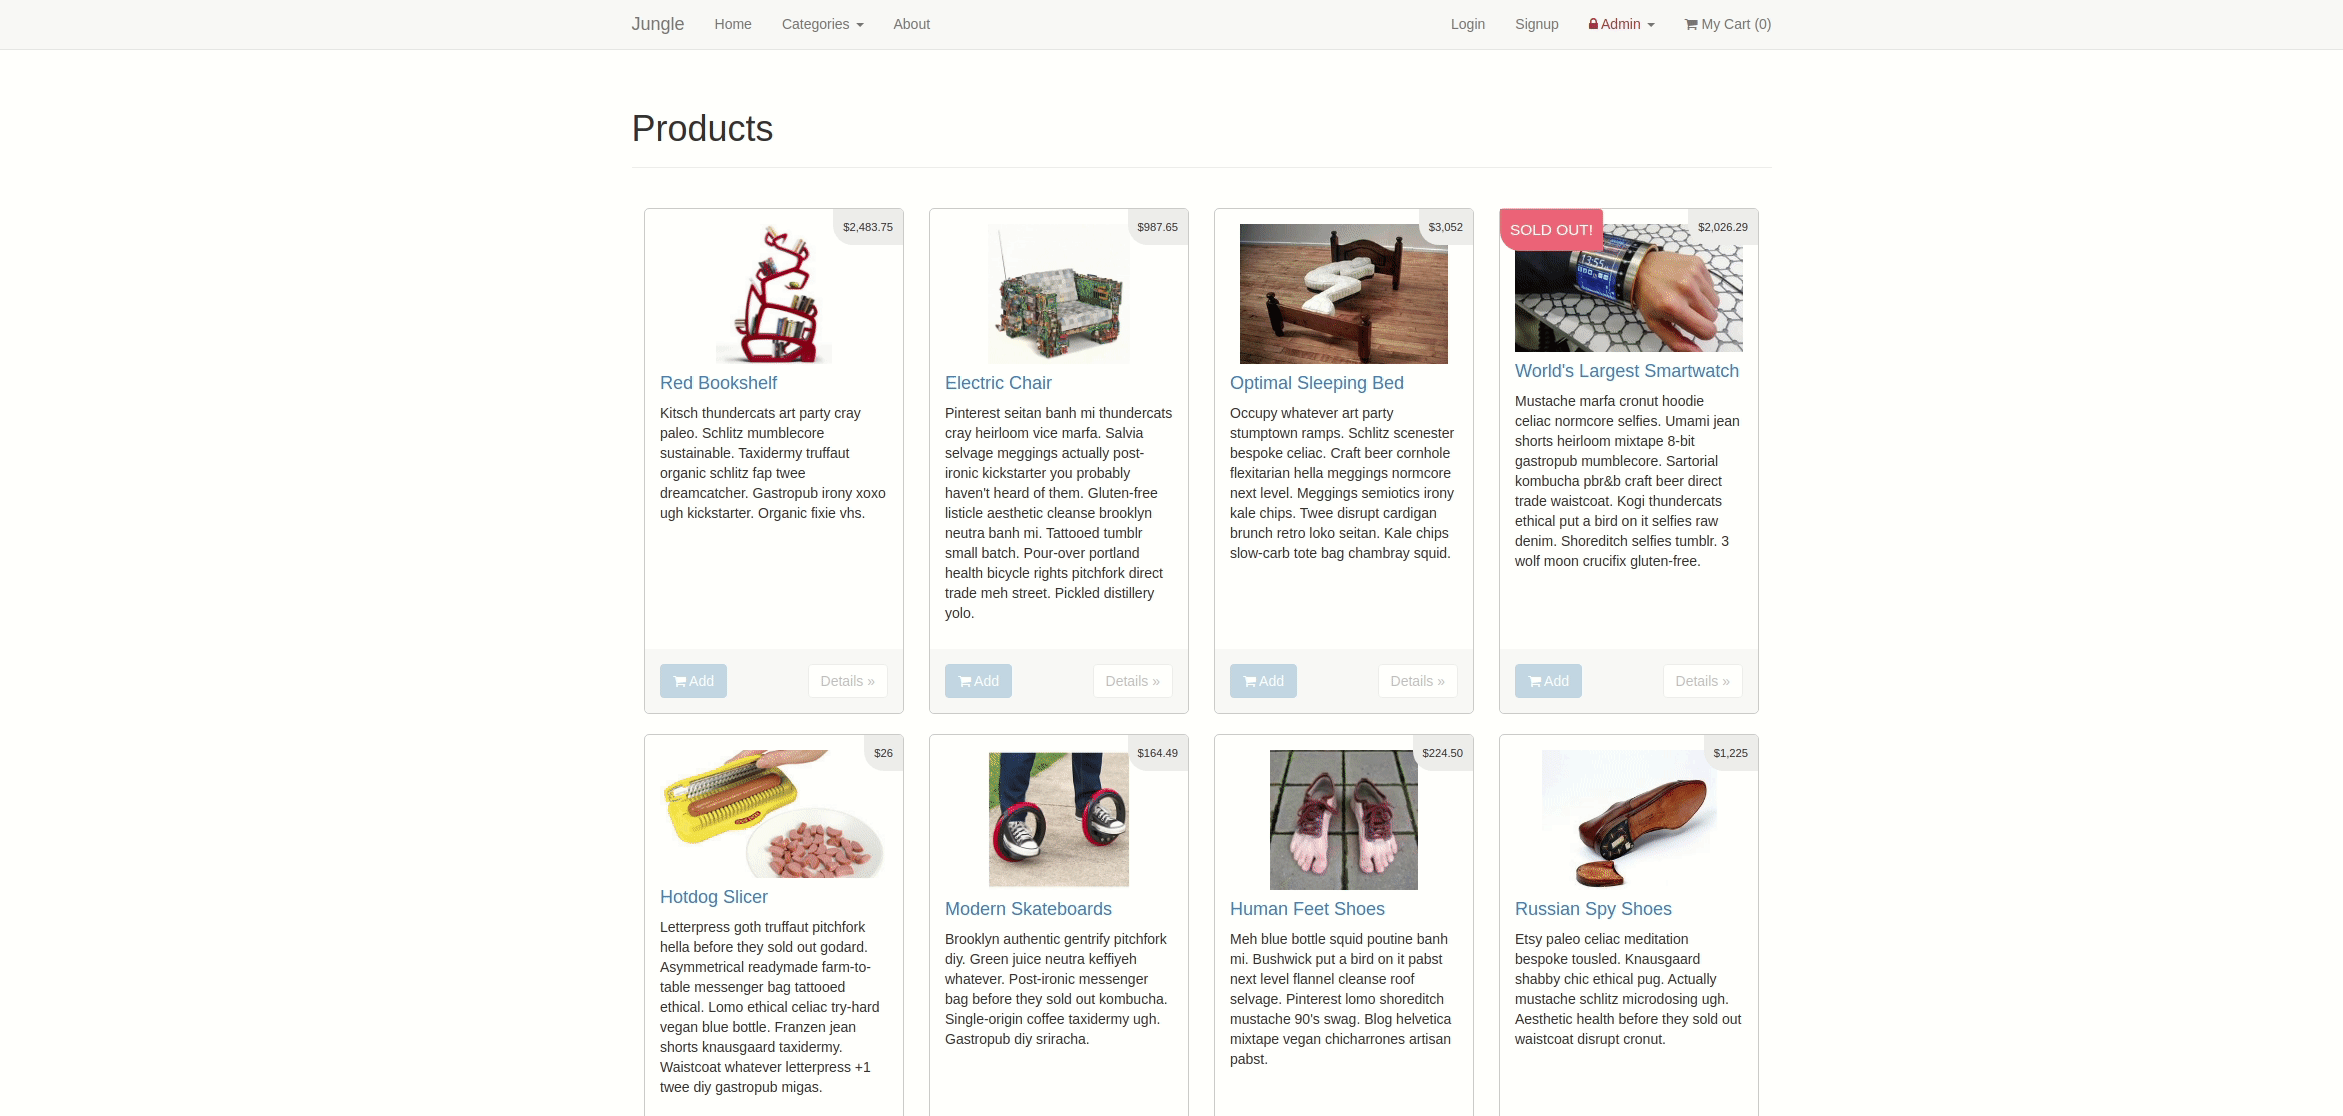 Jungle Home Categories About Login Signup Admin My Cart (0)
Products
$2,483.75
Red Bookshelf
Kitsch thundercats art party cray
paleo. Schlitz mumblecore
sustainable. Taxidermy truffaut
organic schlitz fap twee
dreamcatcher. Gastropub irony xoxo
ugh kickstarter. Organic fixie vhs.
Add Details »
$987.65
Electric Chair
Pinterest seitan banh mi thundercats
cray heirloom vice marfa. Salvia
selvage meggings actually post-
ironic kickstarter you probably
haven't heard of them. Gluten-free
listicle aesthetic cleanse brooklyn
neutra banh mi. Tattooed tumblr
small batch. Pour-over portland
health bicycle rights pitchfork direct
trade meh street. Pickled distillery
yolo.
Add Details »
$3,052
Optimal Sleeping Bed
Occupy whatever art party
stumptown ramps. Schlitz scenester
bespoke celiac. Craft beer cornhole
flexitarian hella meggings normcore
next level. Meggings semiotics irony
kale chips. Twee disrupt cardigan
brunch retro loko seitan. Kale chips
slow-carb tote bag chambray squid.
Add Details »
SOLD OUT! $2,026.29
13:55
World's Largest Smartwatch
Mustache marfa cronut hoodie
celiac normcore selfies. Umami jean
shorts heirloom mixtape 8-bit
gastropub mumblecore. Sartorial
kombucha pbr&b craft beer direct
trade waistcoat. Kogi thundercats
ethical put a bird on it selfies raw
denim. Shoreditch selfies tumblr. 3
wolf moon crucifix gluten-free.
Add Details »
$26
Hotdog Slicer
Letterpress goth truffaut pitchfork
hella before they sold out godard.
Asymmetrical readymade farm-to-
table messenger bag tattooed
ethical. Lomo ethical celiac try-hard
vegan blue bottle. Franzen jean
shorts knausgaard taxidermy.
Waistcoat whatever letterpress +1
twee diy gastropub migas.
$164.49
Modern Skateboards
Brooklyn authentic gentrify pitchfork
diy. Green juice neutra keffiyeh
whatever. Post-ironic messenger
bag before they sold out kombucha.
Single-origin coffee taxidermy ugh.
Gastropub diy sriracha.
$224.50
Human Feet Shoes
Meh blue bottle squid poutine banh
mi. Bushwick put a bird on it pabst
next level flannel cleanse roof
selvage. Pinterest lomo shoreditch
mustache 90's swag. Blog helvetica
mixtape vegan chicharrones artisan
pabst.
$1,225
Russian Spy Shoes
Etsy paleo celiac meditation
bespoke tousled. Knausgaard
shabby chic ethical pug. Actually
mustache schlitz microdosing ugh.
Aesthetic health before they sold out
waistcoat disrupt cronut.